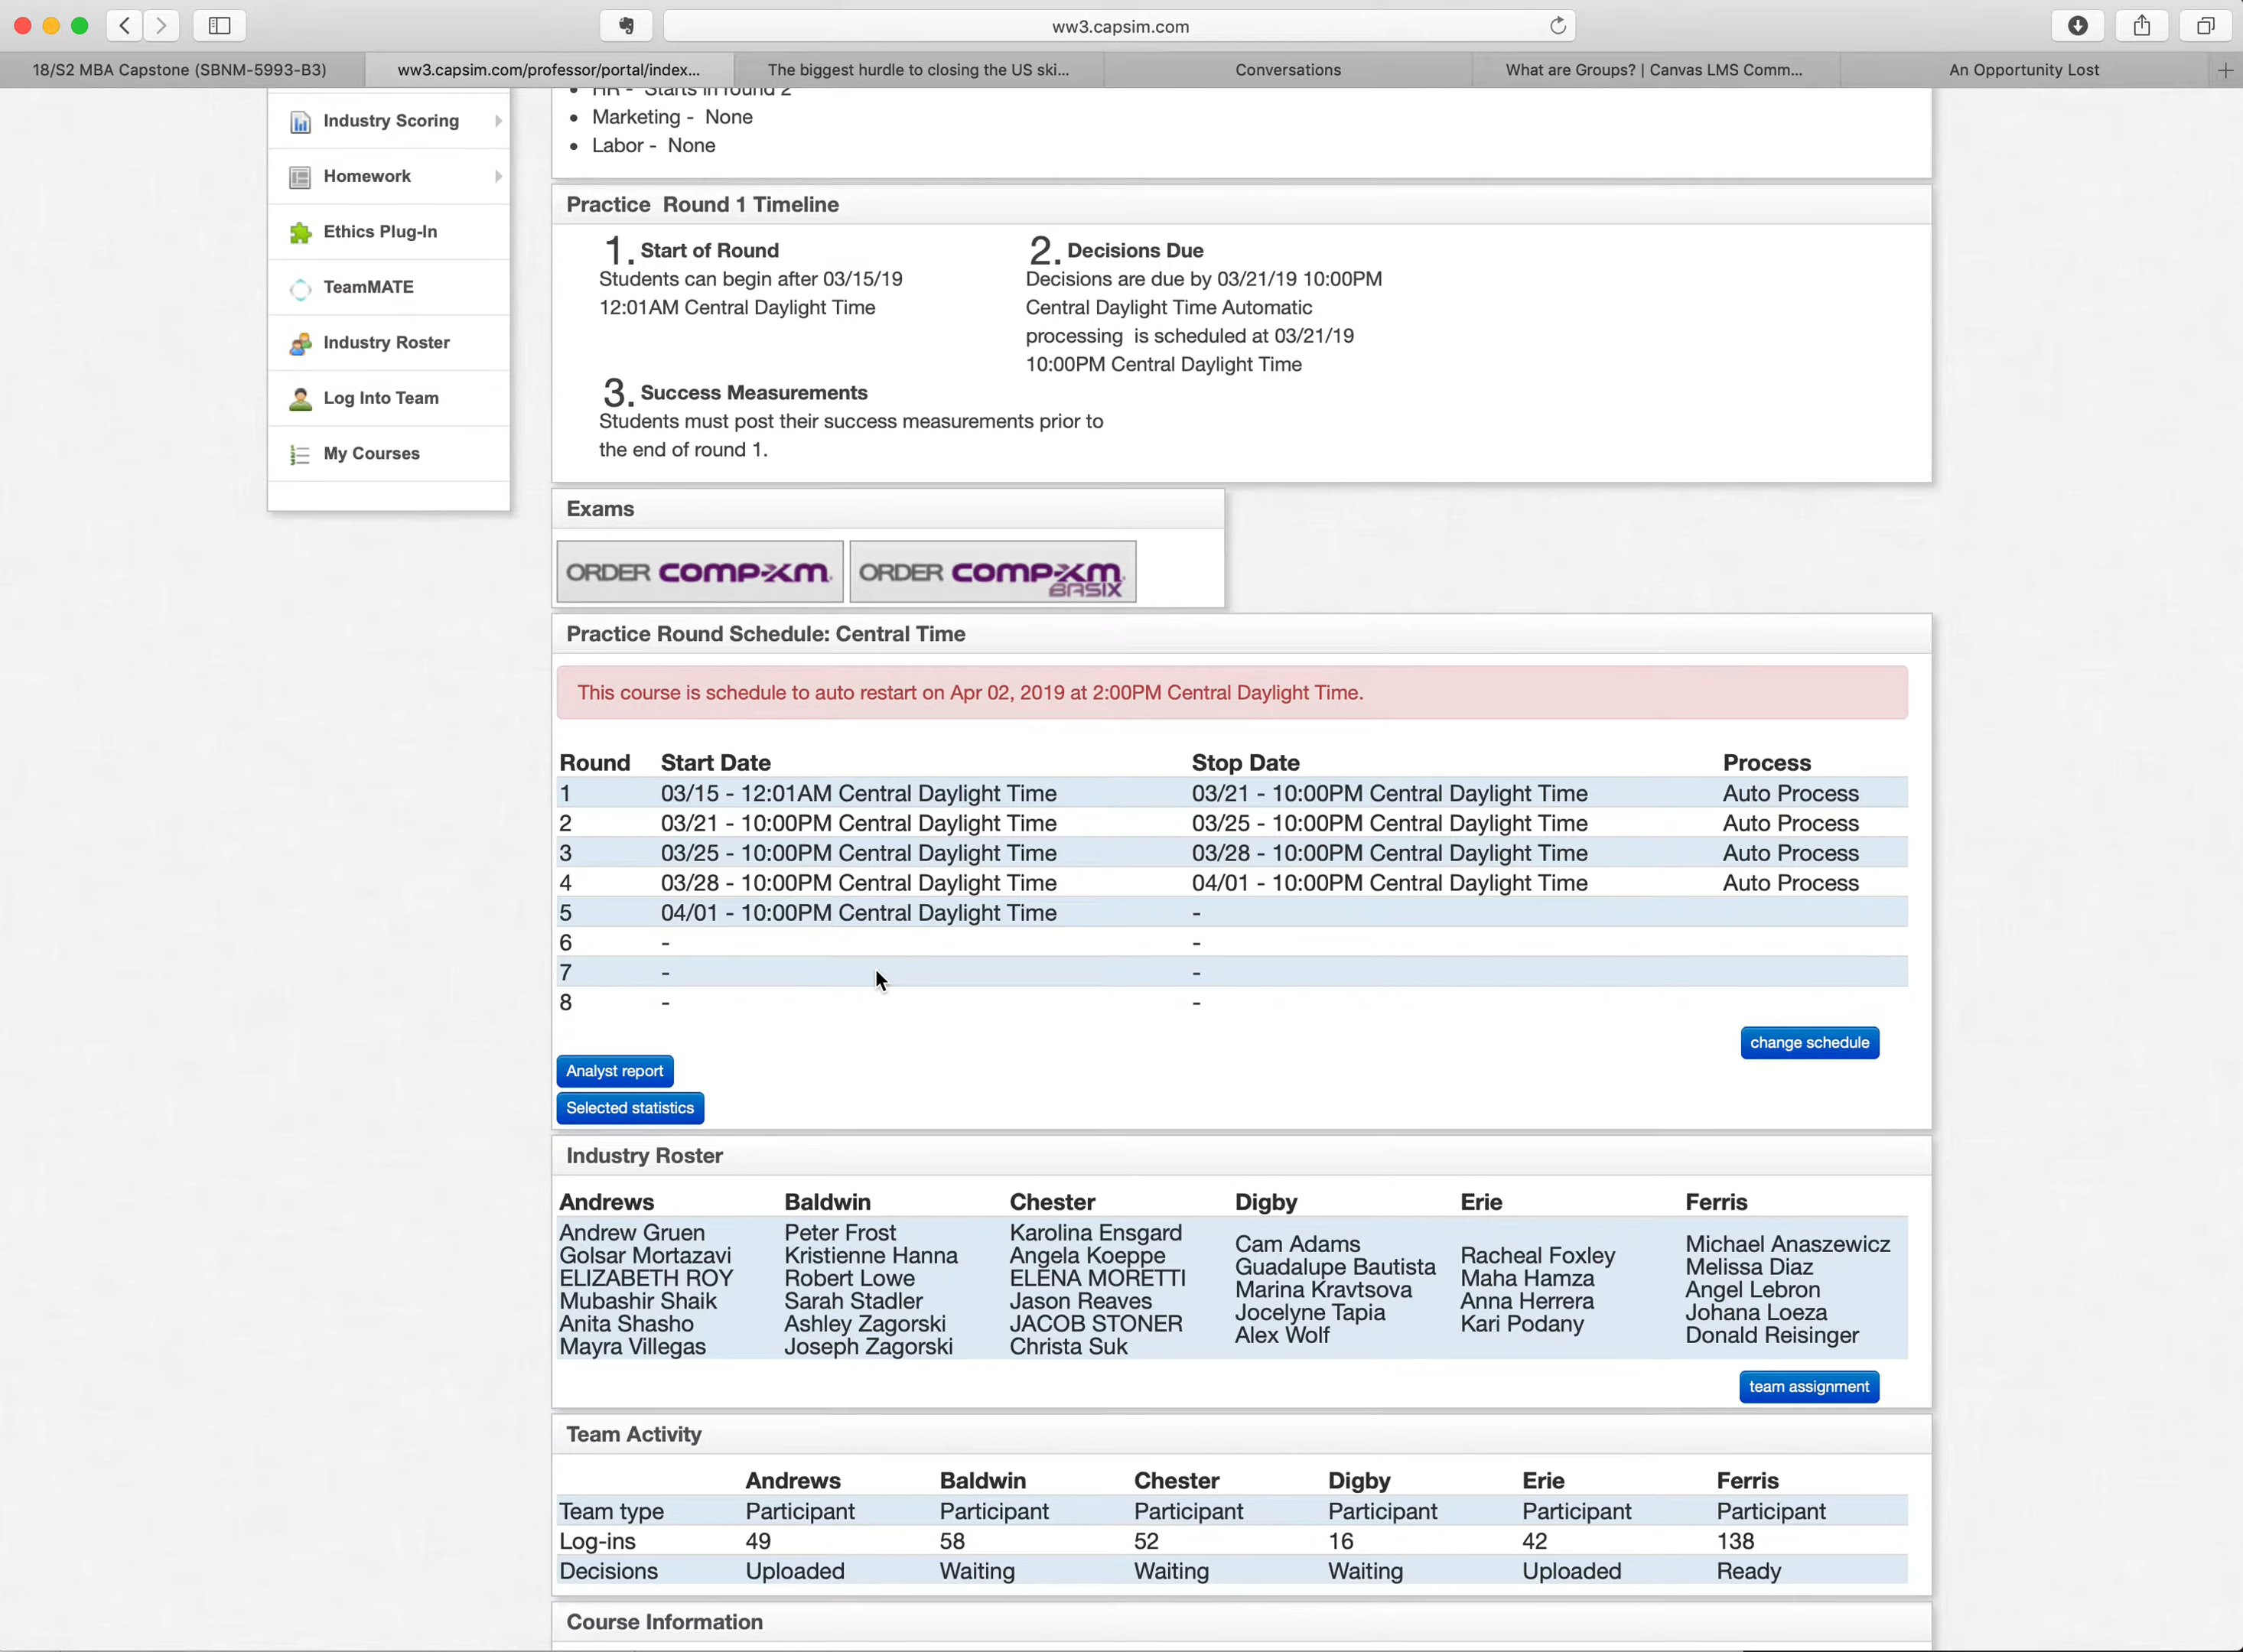 ww3.capsim.com
18/S2 MBA Capstone (SBNM-5993-B3)
ww3.capsim.com/professor/portal/index...
The biggest hurdle to closing the US ski...
Conversations
What are Groups? | Canvas LMS Comm...
An Opportunity Lost
Industry Scoring
Homework
Ethics Plug-In
TeamMATE
Industry Roster
Log Into Team
My Courses
HR - Starts in round 2
Marketing - None
Labor - None
Practice Round 1 Timeline
1. Start of Round
Students can begin after 03/15/19
12:01AM Central Daylight Time
2. Decisions Due
Decisions are due by 03/21/19 10:00PM
Central Daylight Time Automatic
processing is scheduled at 03/21/19
10:00PM Central Daylight Time
3. Success Measurements
Students must post their success measurements prior to
the end of round 1.
Exams
ORDER COMP-XM
ORDER COMP-XM BASIX
Practice Round Schedule: Central Time
This course is schedule to auto restart on Apr 02, 2019 at 2:00PM Central Daylight Time.
Round Start Date Stop Date Process
1 03/15 - 12:01AM Central Daylight Time 03/21 - 10:00PM Central Daylight Time Auto Process
2 03/21 - 10:00PM Central Daylight Time 03/25 - 10:00PM Central Daylight Time Auto Process
3 03/25 - 10:00PM Central Daylight Time 03/28 - 10:00PM Central Daylight Time Auto Process
4 03/28 - 10:00PM Central Daylight Time 04/01 - 10:00PM Central Daylight Time Auto Process
5 04/01 - 10:00PM Central Daylight Time -
6 - -
7 - -
8 - -
change schedule
Analyst report
Selected statistics
Industry Roster
Andrews
Andrew Gruen
Golsar Mortazavi
ELIZABETH ROY
Mubashir Shaik
Anita Shasho
Mayra Villegas
Baldwin
Peter Frost
Kristienne Hanna
Robert Lowe
Sarah Stadler
Ashley Zagorski
Joseph Zagorski
Chester
Karolina Ensgard
Angela Koeppe
ELENA MORETTI
Jason Reaves
JACOB STONER
Christa Suk
Digby
Cam Adams
Guadalupe Bautista
Marina Kravtsova
Jocelyne Tapia
Alex Wolf
Erie
Racheal Foxley
Maha Hamza
Anna Herrera
Kari Podany
Ferris
Michael Anaszewicz
Melissa Diaz
Angel Lebron
Johana Loeza
Donald Reisinger
team assignment
Team Activity
Andrews Baldwin Chester Digby Erie Ferris
Team type Participant Participant Participant Participant Participant Participant
Log-ins 49 58 52 16 42 138
Decisions Uploaded Waiting Waiting Waiting Uploaded Ready
Course Information